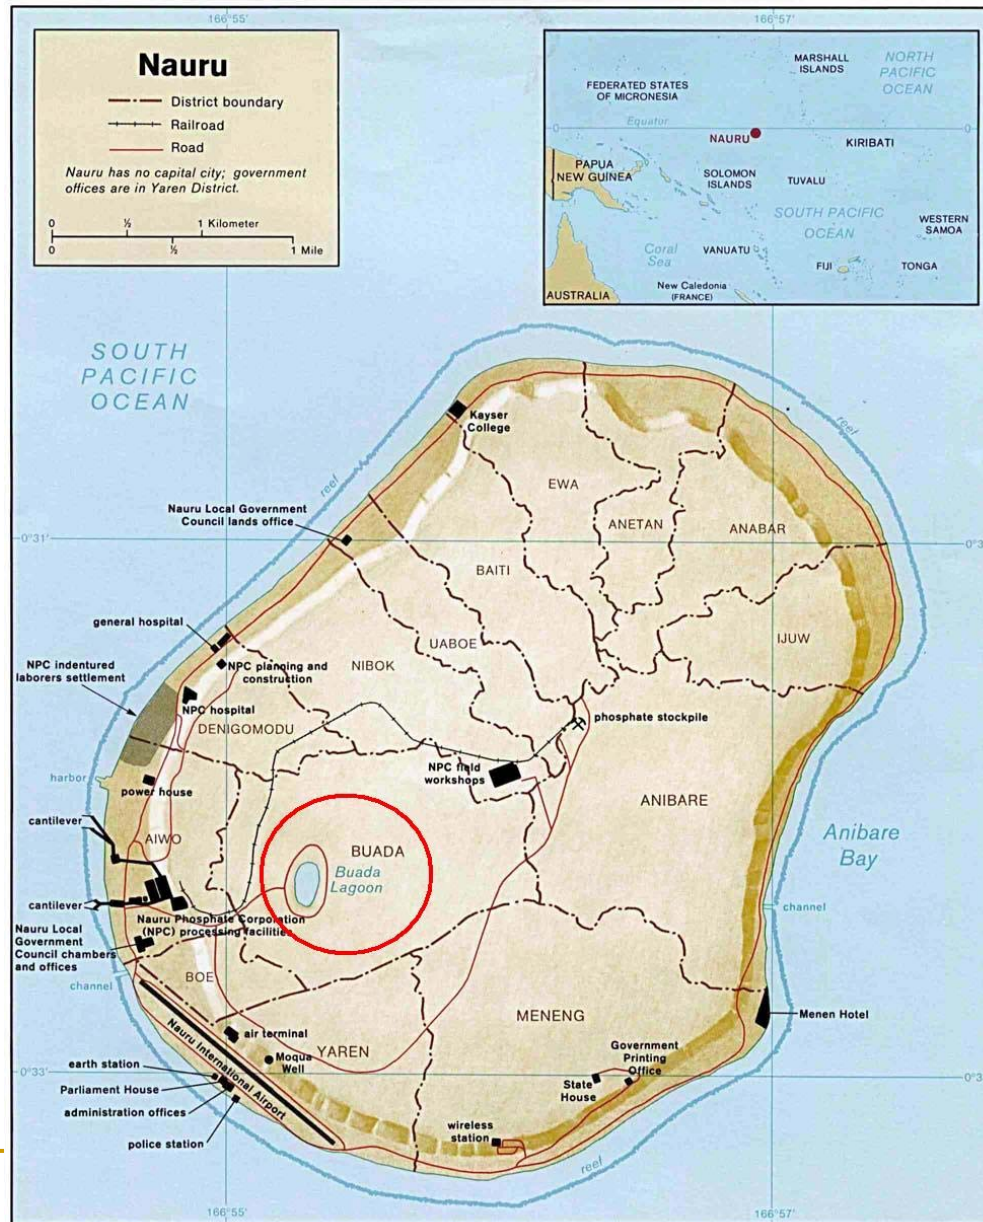 166°55'
166°57'
Nauru
District boundary
Railroad
Road
Nauru has no capital city; government
offices are in Yaren District.
0 ½ 1 Kilometer
0 ½ 1 Mile
MARSHALL
ISLANDS
NORTH
PACIFIC
OCEAN
FEDERATED STATES
OF MICRONESIA
Equator
0
0
NAURU
KIRIBATI
PAPUA
NEW GUINEA
SOLOMON
ISLANDS
TUVALU
SOUTH PACIFIC
OCEAN
WESTERN
SAMOA
Coral
Sea
VANUATU
FIJI
TONGA
New Caledonia
(FRANCE)
AUSTRALIA
SOUTH
PACIFIC
OCEAN
Kayser
College
reef
reef
EWA
Nauru Local Government
Council lands office
ANETAN
ANABAR
0°31'
0°3
BAITI
general hospital
UABOE
IJUW
NPC indentured
laborers settlement
NPC planning and
construction
NIBOK
NPC hospital
DENIGOMODU
phosphate stockpile
harbor
power house
NPC field
workshops
ANIBARE
cantilever
AIWO
BUADA
Buada
Lagoon
Anibare
Bay
cantilever
channel
Nauru Phosphate Corporation
(NPC) processing facilities
Nauru Local
Government
Council chambers
and offices
channel
BOE
MENENG
Menen Hotel
air terminal
YAREN
Moqua
Well
Nauru International Airport
Government
Printing
Office
State
House
earth station
0°33'
0°3
Parliament House
administration offices
police station
wireless
station
reef
166°55'
166°57'